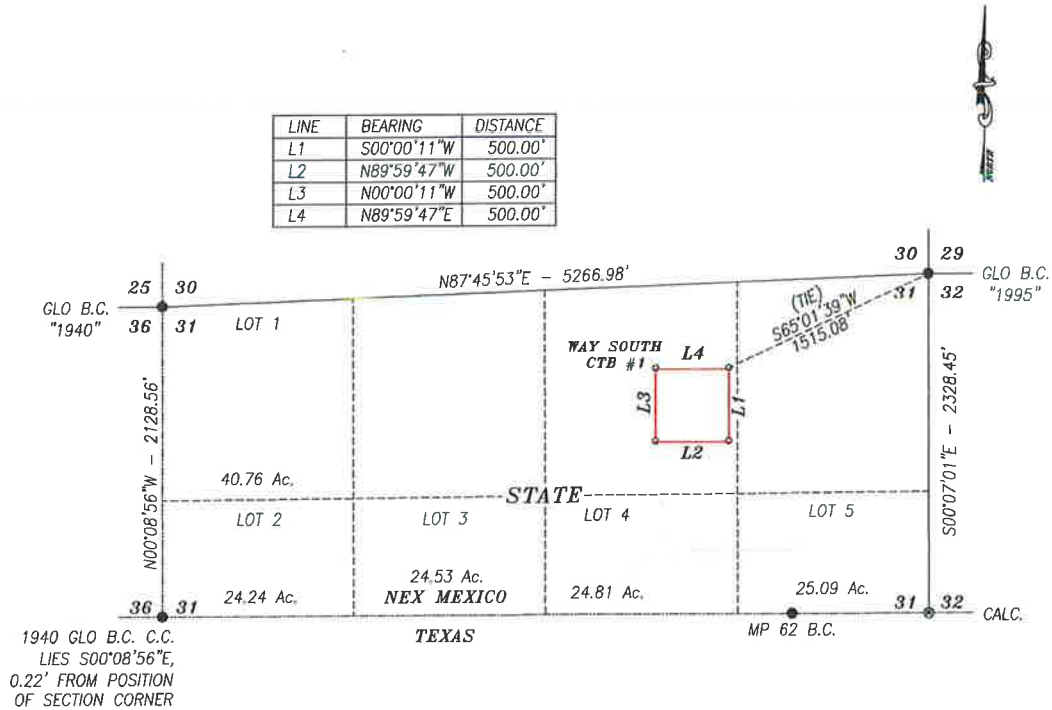 NORTH
LINE BEARING DISTANCE
L1 S00°00'11"W 500.00'
L2 N89°59'47"W 500.00'
L3 N00°00'11"W 500.00'
L4 N89°59'47"E 500.00'
25 30
30 29
N87°45'53"E - 5266.98'
GLO B.C.
"1940"
36 31
LOT 1
31 32
GLO B.C.
"1995"
(TIE)
S65°01'39"W
1515.08'
WAY SOUTH
CTB #1
L4
L3
L1
L2
N00°08'56"W - 2128.56'
S00°07'01"E - 2328.45'
40.76 Ac.
STATE
LOT 2
LOT 3
LOT 4
LOT 5
24.24 Ac.
24.53 Ac.
24.81 Ac.
25.09 Ac.
NEX MEXICO
36 31
31 32
CALC.
TEXAS
MP 62 B.C.
1940 GLO B.C. C.C.
LIES S00°08'56"E,
0.22' FROM POSITION
OF SECTION CORNER